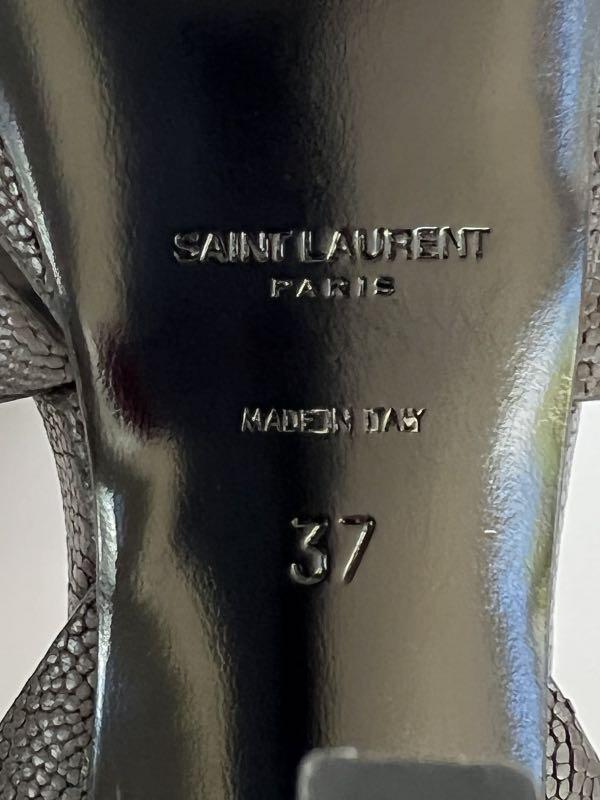 SAINT LAURENT
PARIS
MADE IN ITALY
37